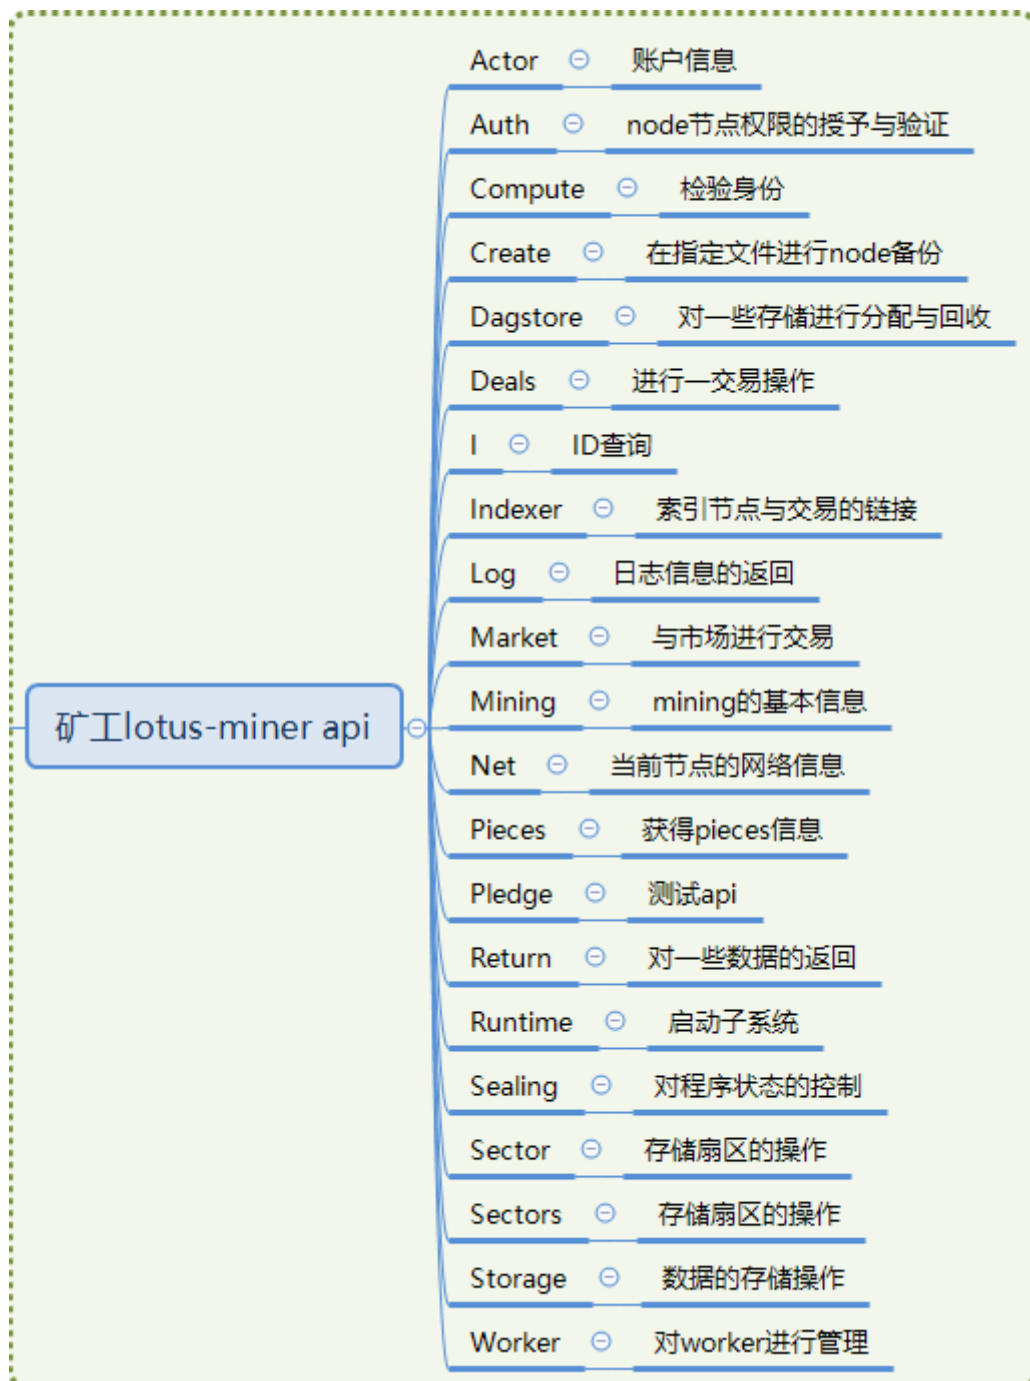 Actor 账户信息
Auth node节点权限的授予与验证
Compute 检验身份
Create 在指定文件进行node备份
Dagstore 对一些存储进行分配与回收
Deals 进行一交易操作
I ID查询
Indexer 索引节点与交易的链接
Log 日志信息的返回
Market 与市场进行交易
Mining mining的基本信息
矿工lotus-miner api
Net 当前节点的网络信息
Pieces 获得pieces信息
Pledge 测试api
Return 对一些数据的返回
Runtime 启动子系统
Sealing 对程序状态的控制
Sector 存储扇区的操作
Sectors 存储扇区的操作
Storage 数据的存储操作
Worker 对worker进行管理